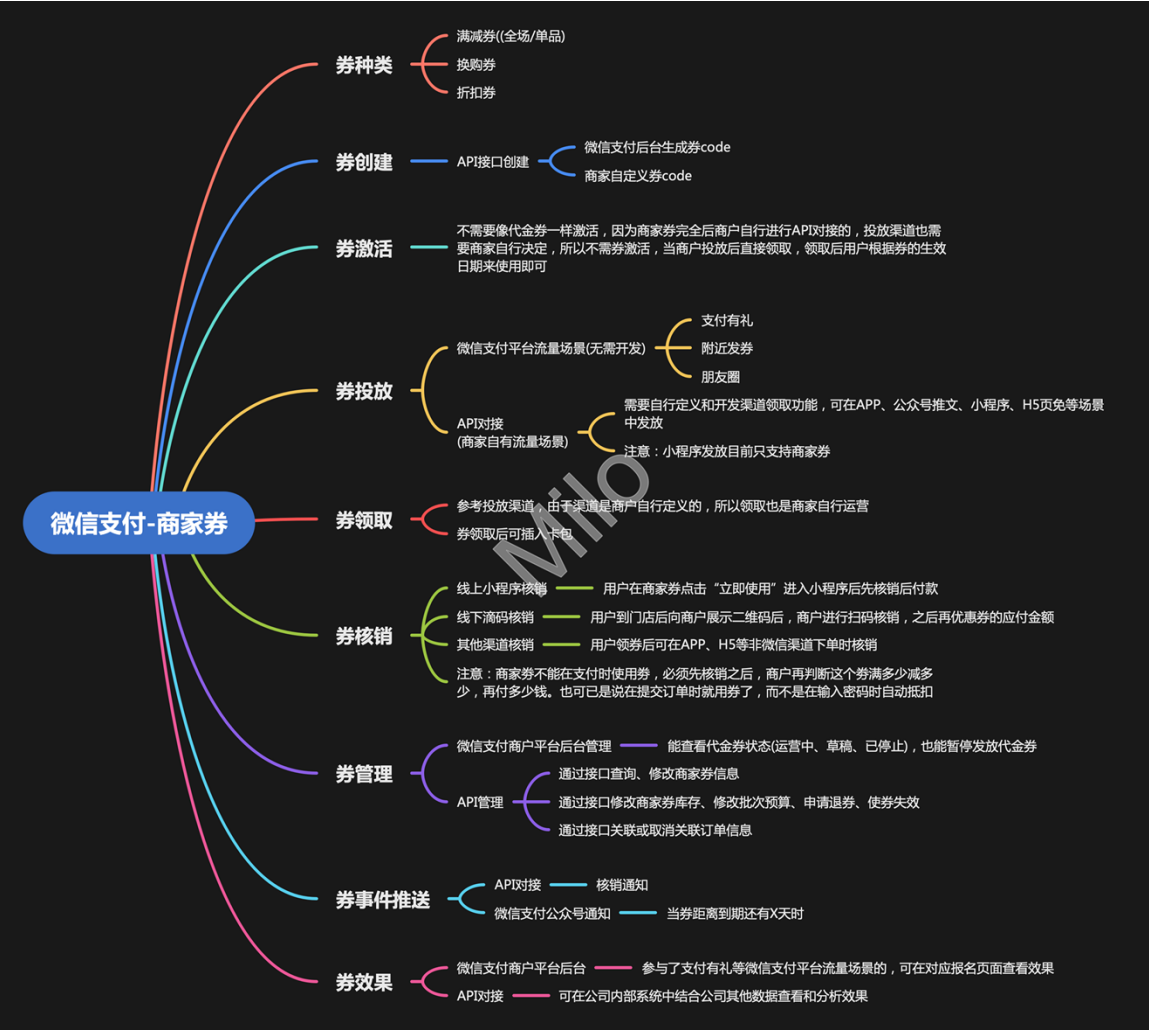 微信支付-商家券
券种类
满减券((全场/单品)
换购券
折扣券
券创建
API接口创建
微信支付后台生成券code
商家自定义券code
券激活
不需要像代金券一样激活，因为商家券完全后商户自行进行API对接的，投放渠道也需
要商家自行决定，所以不需券激活，当商户投放后直接领取，领取后用户根据券的生效
日期来使用即可
券投放
微信支付平台流量场景(无需开发)
支付有礼
附近发券
朋友圈
API对接
(商家自有流量场景)
需要自行定义和开发渠道领取功能，可在APP、公众号推文、小程序、H5页免等场景
中发放
注意：小程序发放目前只支持商家券
券领取
参考投放渠道，由于渠道是商户自行定义的，所以领取也是商家自行运营
券领取后可插入卡包
券核销
线上小程序核销
用户在商家券点击“立即使用”进入小程序后先核销后付款
线下滴码核销
用户到门店后向商户展示二维码后，商户进行扫码核销，之后再优惠券的应付金额
其他渠道核销
用户领券后可在APP、H5等非微信渠道下单时核销
注意：商家券不能在支付时使用券，必须先核销之后，商户再判断这个券满多少减多
少，再付多少钱。也可已是说在提交订单时就用券了，而不是在输入密码时自动抵扣
券管理
微信支付商户平台后台管理
能查看代金券状态(运营中、草稿、已停止)，也能暂停发放代金券
API管理
通过接口查询、修改商家券信息
通过接口修改商家券库存、修改批次预算、申请退券、使券失效
通过接口关联或取消关联订单信息
券事件推送
API对接
核销通知
微信支付公众号通知
当券距离到期还有X天时
券效果
微信支付商户平台后台
参与了支付有礼等微信支付平台流量场景的，可在对应报名页面查看效果
API对接
可在公司内部系统中结合公司其他数据查看和分析效果
Milo